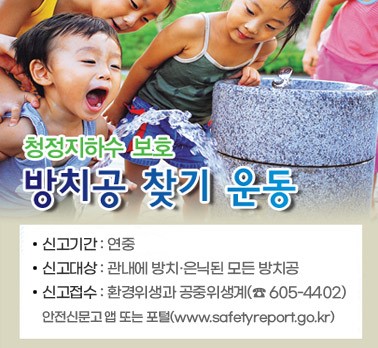 청정지하수 보호
방치공 찾기 운동
• 신고기간 : 연중
• 신고대상 : 관내에 방치·은닉된 모든 방치공
• 신고접수 : 환경위생과 공중위생계(☎ 605-4402)
안전신문고 앱 또는 포털(www.safetyreport.go.kr)